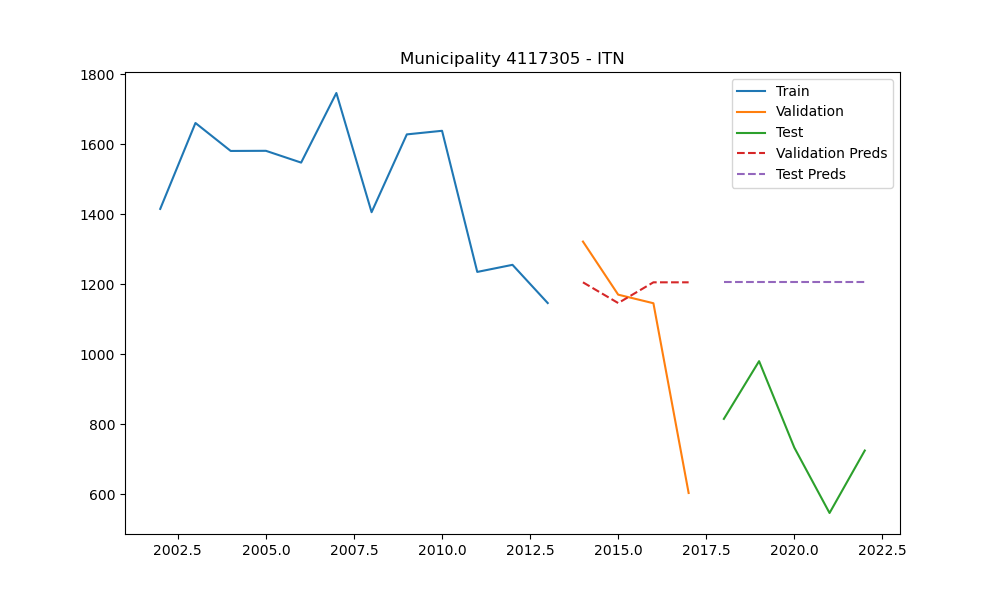 Municipality 4117305 - ITN
1800
1600
1400
1200
1000
800
600
Train
Validation
Test
Validation Preds
Test Preds
2002.5 2005.0 2007.5 2010.0 2012.5 2015.0 2017.5 2020.0 2022.5